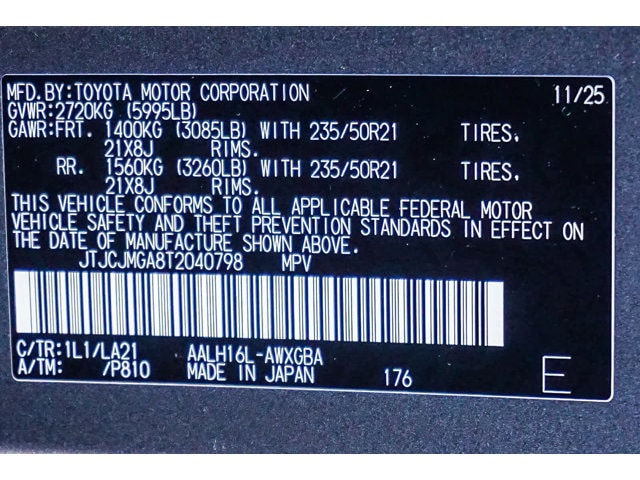 MFD.BY:TOYOTA MOTOR CORPORATION 11/25
GVWR:2720KG (5995LB)
GAWR:FRT. 1400KG (3085LB) WITH 235/50R21 TIRES,
21X8J RIMS.
RR. 1560KG (3260LB) WITH 235/50R21 TIRES,
21X8J RIMS.
THIS VEHICLE CONFORMS TO ALL APPLICABLE FEDERAL MOTOR
VEHICLE SAFETY AND THEFT PREVENTION STANDARDS IN EFFECT ON
THE DATE OF MANUFACTURE SHOWN ABOVE.
JTJCJMGA8T2040798 MPV
C/TR:1L1/LA21 AALH16L-AWXGBA
A/TM: /P810 MADE IN JAPAN 176 E